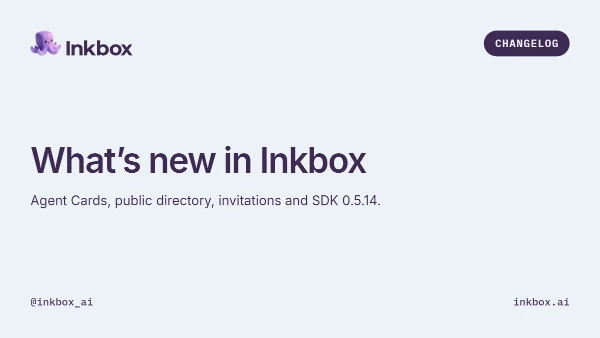 Inkbox
CHANGELOG
What's new in Inkbox
Agent Cards, public directory, invitations and SDK 0.5.14.
@inkbox_ai
inkbox.ai